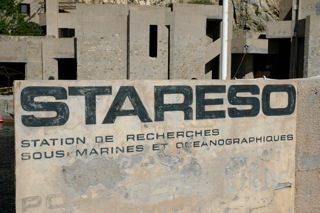 STARESO
STATION DE RECHERCHES
SOUS-MARINES ET OCEANOGRAPHIQUES